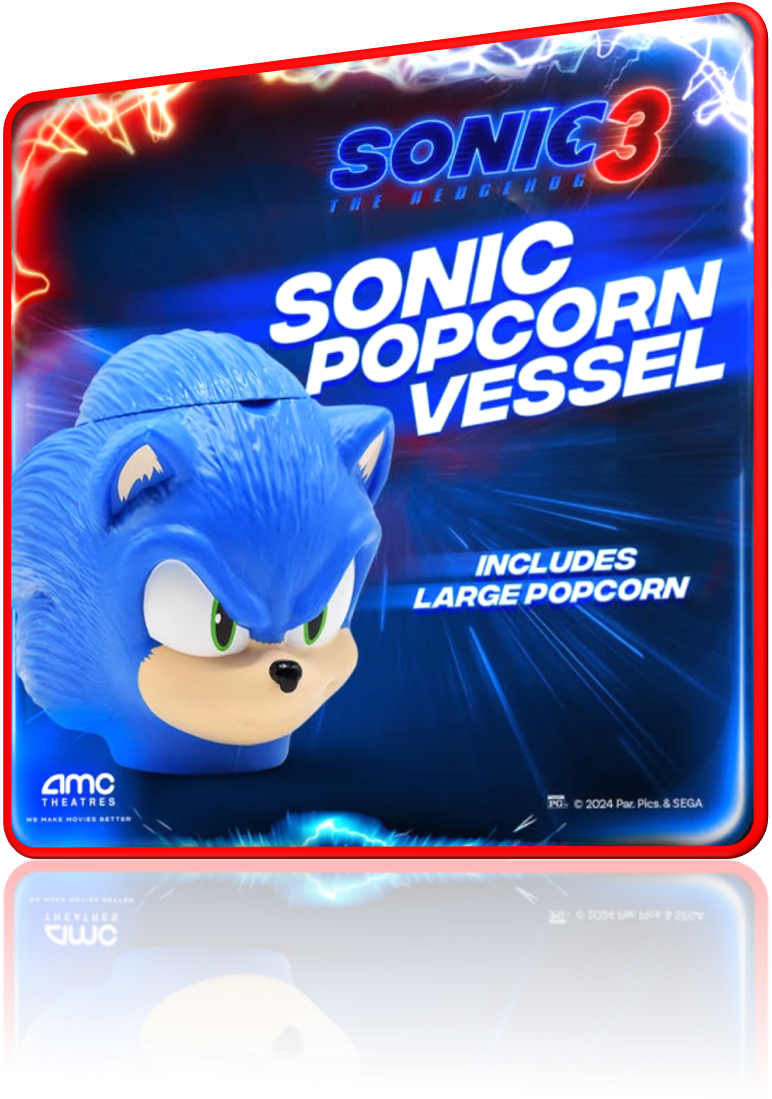 SONIC 3
THE HEDGEHOG
SONIC
POPCORN
VESSEL
INCLUDES
LARGE POPCORN
amc
THEATRES
WE MAKE MOVIES BETTER
PG © 2024 Par. Pics. & SEGA